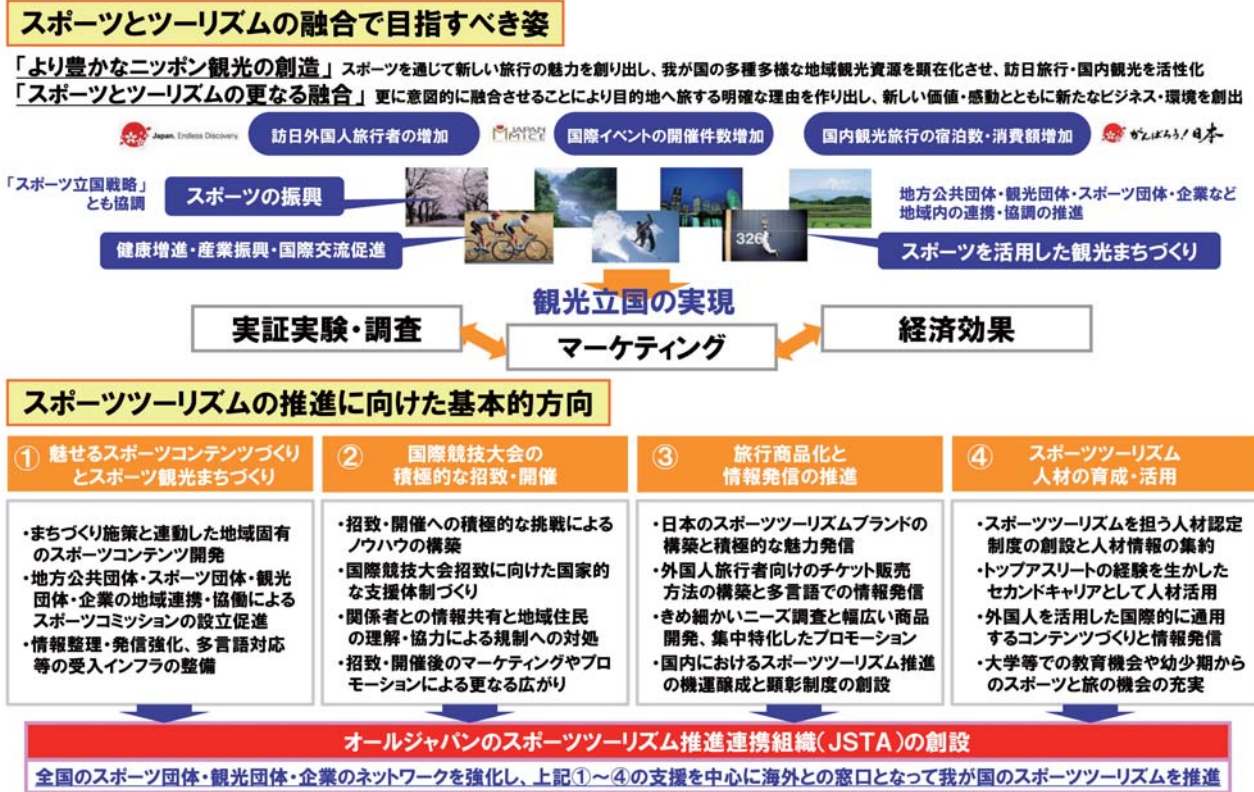 スポーツとツーリズムの融合で目指すべき姿
「より豊かなニッポン観光の創造」 スポーツを通じて新しい旅行の魅力を創り出し、我が国の多種多様な地域観光資源を顕在化させ、訪日旅行・国内観光を活性化
「スポーツとツーリズムの更なる融合」 更に意図的に融合させることにより目的地へ旅する明確な理由を作り出し、新しい価値・感動とともに新たなビジネス・環境を創出
Japan. Endless Discovery.
訪日外国人旅行者の増加
JAPAN MICE
国際イベントの開催件数増加
国内観光旅行の宿泊数・消費額増加
がんばろう!日本
「スポーツ立国戦略」
とも協調
スポーツの振興
地方公共団体・観光団体・スポーツ団体・企業など
地域内の連携・協調の推進
健康増進・産業振興・国際交流促進
326
スポーツを活用した観光まちづくり
観光立国の実現
実証実験・調査
マーケティング
経済効果
スポーツツーリズムの推進に向けた基本的方向
① 魅せるスポーツコンテンツづくり
とスポーツ観光まちづくり
・まちづくり施策と連動した地域固有
のスポーツコンテンツ開発
・地方公共団体・スポーツ団体・観光
団体・企業の地域連携・協働による
スポーツコミッションの設立促進
・情報整理・発信強化、多言語対応
等の受入インフラの整備
② 国際競技大会の
積極的な招致・開催
・招致・開催への積極的な挑戦による
ノウハウの構築
・国際競技大会招致に向けた国家的
な支援体制づくり
・関係者との情報共有と地域住民
の理解・協力による規制への対処
・招致・開催後のマーケティングやプロ
モーションによる更なる広がり
③ 旅行商品化と
情報発信の推進
・日本のスポーツツーリズムブランドの
構築と積極的な魅力発信
・外国人旅行者向けのチケット販売
方法の構築と多言語での情報発信
・きめ細かいニーズ調査と幅広い商品
開発、集中特化したプロモーション
・国内におけるスポーツツーリズム推進
の機運醸成と顕彰制度の創設
④ スポーツツーリズム
人材の育成・活用
・スポーツツーリズムを担う人材認定
制度の創設と人材情報の集約
・トップアスリートの経験を生かした
セカンドキャリアとして人材活用
・外国人を活用した国際的に通用
するコンテンツづくりと情報発信
・大学等での教育機会や幼少期から
のスポーツと旅の機会の充実
オールジャパンのスポーツツーリズム推進連携組織(JSTA)の創設
全国のスポーツ団体・観光団体・企業のネットワークを強化し、上記①～④の支援を中心に海外との窓口となって我が国のスポーツツーリズムを推進